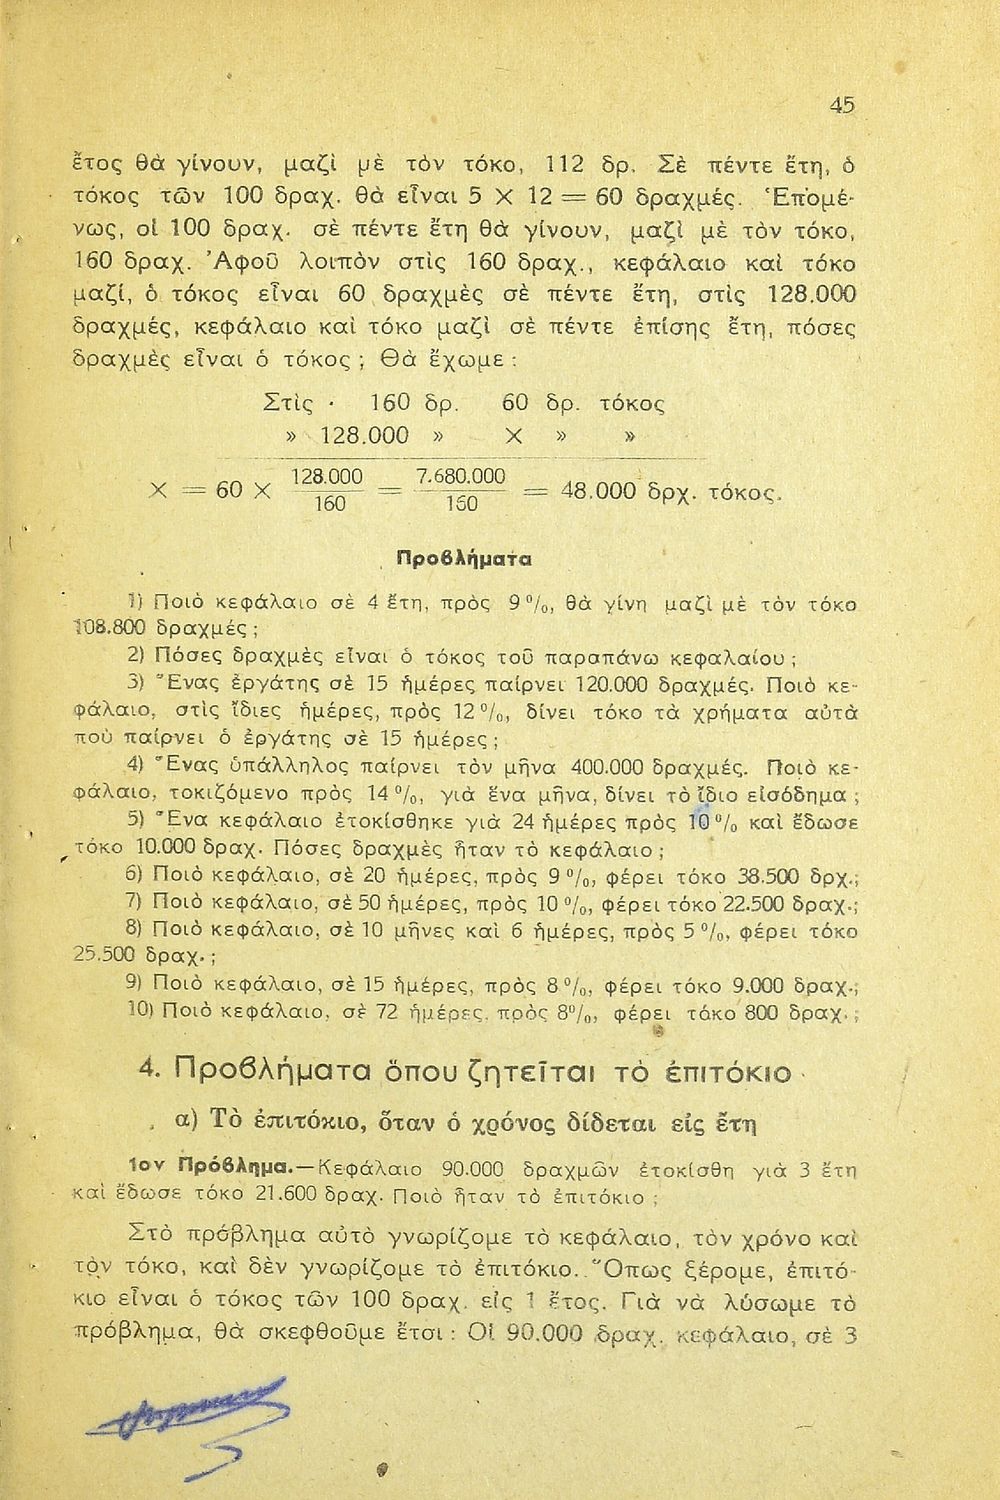 45
ἔτος θὰ γίνουν, μαζὶ μὲ τὸν τόκο, 112 δρ. Σὲ πέντε ἔτη, ὁ
τόκος τῶν 100 δραχ. θὰ εἶναι 5 Χ 12 = 60 δραχμές. Ἐπομέ-
νως, οἱ 100 δραχ. σὲ πέντε ἔτη θὰ γίνουν, μαζὶ μὲ τὸν τόκο,
160 δραχ. Ἀφοῦ λοιπὸν στὶς 160 δραχ., κεφάλαιο καὶ τόκο
μαζί, ὁ τόκος εἶναι 60 δραχμὲς σὲ πέντε ἔτη, στὶς 128.000
δραχμές, κεφάλαιο καὶ τόκο μαζὶ σὲ πέντε ἐπίσης ἔτη, πόσες
δραχμὲς εἶναι ὁ τόκος ; Θὰ ἔχωμε :
Στὶς · 160 δρ. 60 δρ. τόκος
» 128.000 » Χ » »
Χ = 60 Χ 128.000/160 = 7.680.000/160 = 48.000 δρχ. τόκος.
Προβλήματα
1) Ποιὸ κεφάλαιο σὲ 4 ἔτη, πρὸς 9 %, θὰ γίνη μαζὶ μὲ τὸν τόκο
108.800 δραχμές ;
2) Πόσες δραχμὲς εἶναι ὁ τόκος τοῦ παραπάνω κεφαλαίου ;
3) Ἕνας ἐργάτης σὲ 15 ἡμέρες παίρνει 120.000 δραχμές. Ποιὸ κε-
φάλαιο, στὶς ἴδιες ἡμέρες, πρὸς 12 %, δίνει τόκο τὰ χρήματα αὐτὰ
ποὺ παίρνει ὁ ἐργάτης σὲ 15 ἡμέρες ;
4) Ἕνας ὑπάλληλος παίρνει τὸν μῆνα 400.000 δραχμές. Ποιὸ κε-
φάλαιο, τοκιζόμενο πρὸς 14 %, γιὰ ἕνα μῆνα, δίνει τὸ ἴδιο εἰσόδημα ;
5) Ἕνα κεφάλαιο ἐτοκίσθηκε γιὰ 24 ἡμέρες πρὸς 10 % καὶ ἔδωσε
τόκο 10.000 δραχ. Πόσες δραχμὲς ἦταν τὸ κεφάλαιο ;
6) Ποιὸ κεφάλαιο, σὲ 20 ἡμέρες, πρὸς 9 %, φέρει τόκο 38.500 δρχ.;
7) Ποιὸ κεφάλαιο, σὲ 50 ἡμέρες, πρὸς 10 %, φέρει τόκο 22.500 δραχ.;
8) Ποιὸ κεφάλαιο, σὲ 10 μῆνες καὶ 6 ἡμέρες, πρὸς 5 %, φέρει τόκο
25.500 δραχ. ;
9) Ποιὸ κεφάλαιο, σὲ 15 ἡμέρες, πρὸς 8 %, φέρει τόκο 9.000 δραχ.;
10) Ποιὸ κεφάλαιο, σὲ 72 ἡμέρες, πρὸς 8%, φέρει τόκο 800 δραχ. ;
4. Προβλήματα ὅπου ζητεῖται τὸ ἐπιτόκιο
α) Τὸ ἐπιτόκιο, ὅταν ὁ χρόνος δίδεται εἰς ἔτη
1ον Πρόβλημα.—Κεφάλαιο 90.000 δραχμῶν ἐτοκίσθη γιὰ 3 ἔτη
καὶ ἔδωσε τόκο 21.600 δραχ. Ποιὸ ἦταν τὸ ἐπιτόκιο ;
Στὸ πρόβλημα αὐτὸ γνωρίζομε τὸ κεφάλαιο, τὸν χρόνο καὶ
τὸν τόκο, καὶ δὲν γνωρίζομε τὸ ἐπιτόκιο. Ὅπως ξέρομε, ἐπιτό-
κιο εἶναι ὁ τόκος τῶν 100 δραχ. εἰς 1 ἔτος. Γιὰ νὰ λύσωμε τὸ
πρόβλημα, θὰ σκεφθοῦμε ἔτσι : Οἱ 90.000 δραχ. κεφάλαιο, σὲ 3